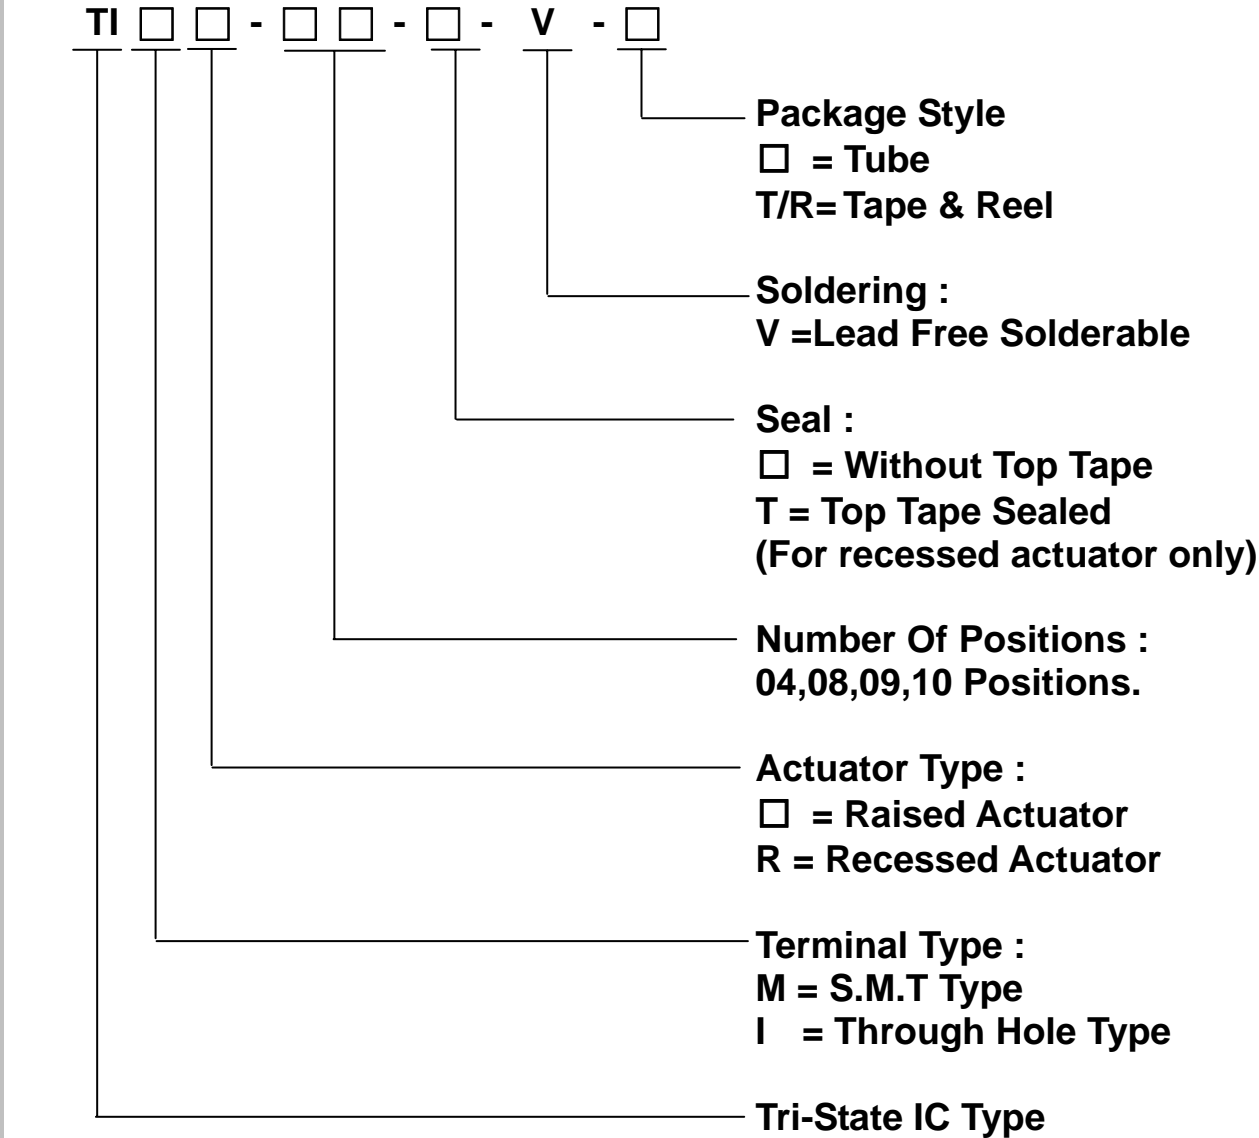 TI □ □ - □ □ - □ - V - □
Package Style
□ = Tube
T/R= Tape & Reel
Soldering :
V =Lead Free Solderable
Seal :
□ = Without Top Tape
T = Top Tape Sealed
(For recessed actuator only)
Number Of Positions :
04,08,09,10 Positions.
Actuator Type :
□ = Raised Actuator
R = Recessed Actuator
Terminal Type :
M = S.M.T Type
I = Through Hole Type
Tri-State IC Type